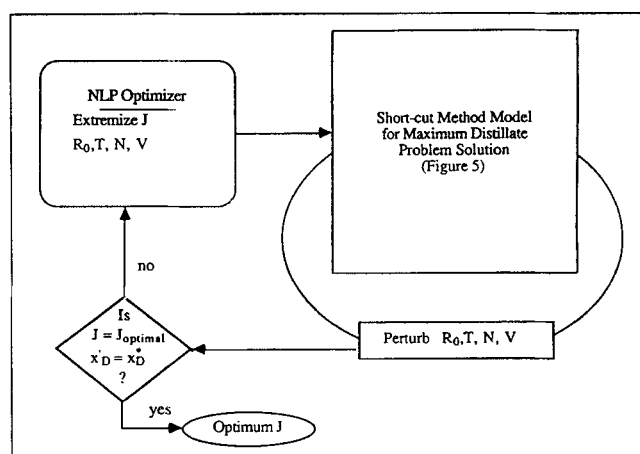 NLP Optimizer
Extremize J
R₀,T, N, V
Short-cut Method Model
for Maximum Distillate
Problem Solution
(Figure 5)
no
Is
J = Joptimal
x'D = x*D
?
Perturb R₀,T, N, V
yes
Optimum J